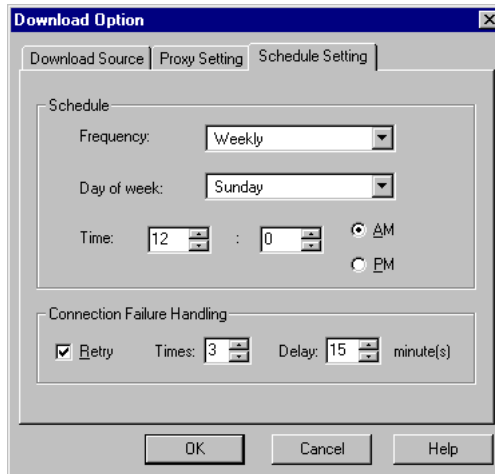 Download Option
Download Source Proxy Setting Schedule Setting
Schedule
Frequency: Weekly
Day of week: Sunday
Time: 12 : 0 AM
PM
Connection Failure Handling
Retry Times: 3 Delay: 15 minute(s)
OK Cancel Help